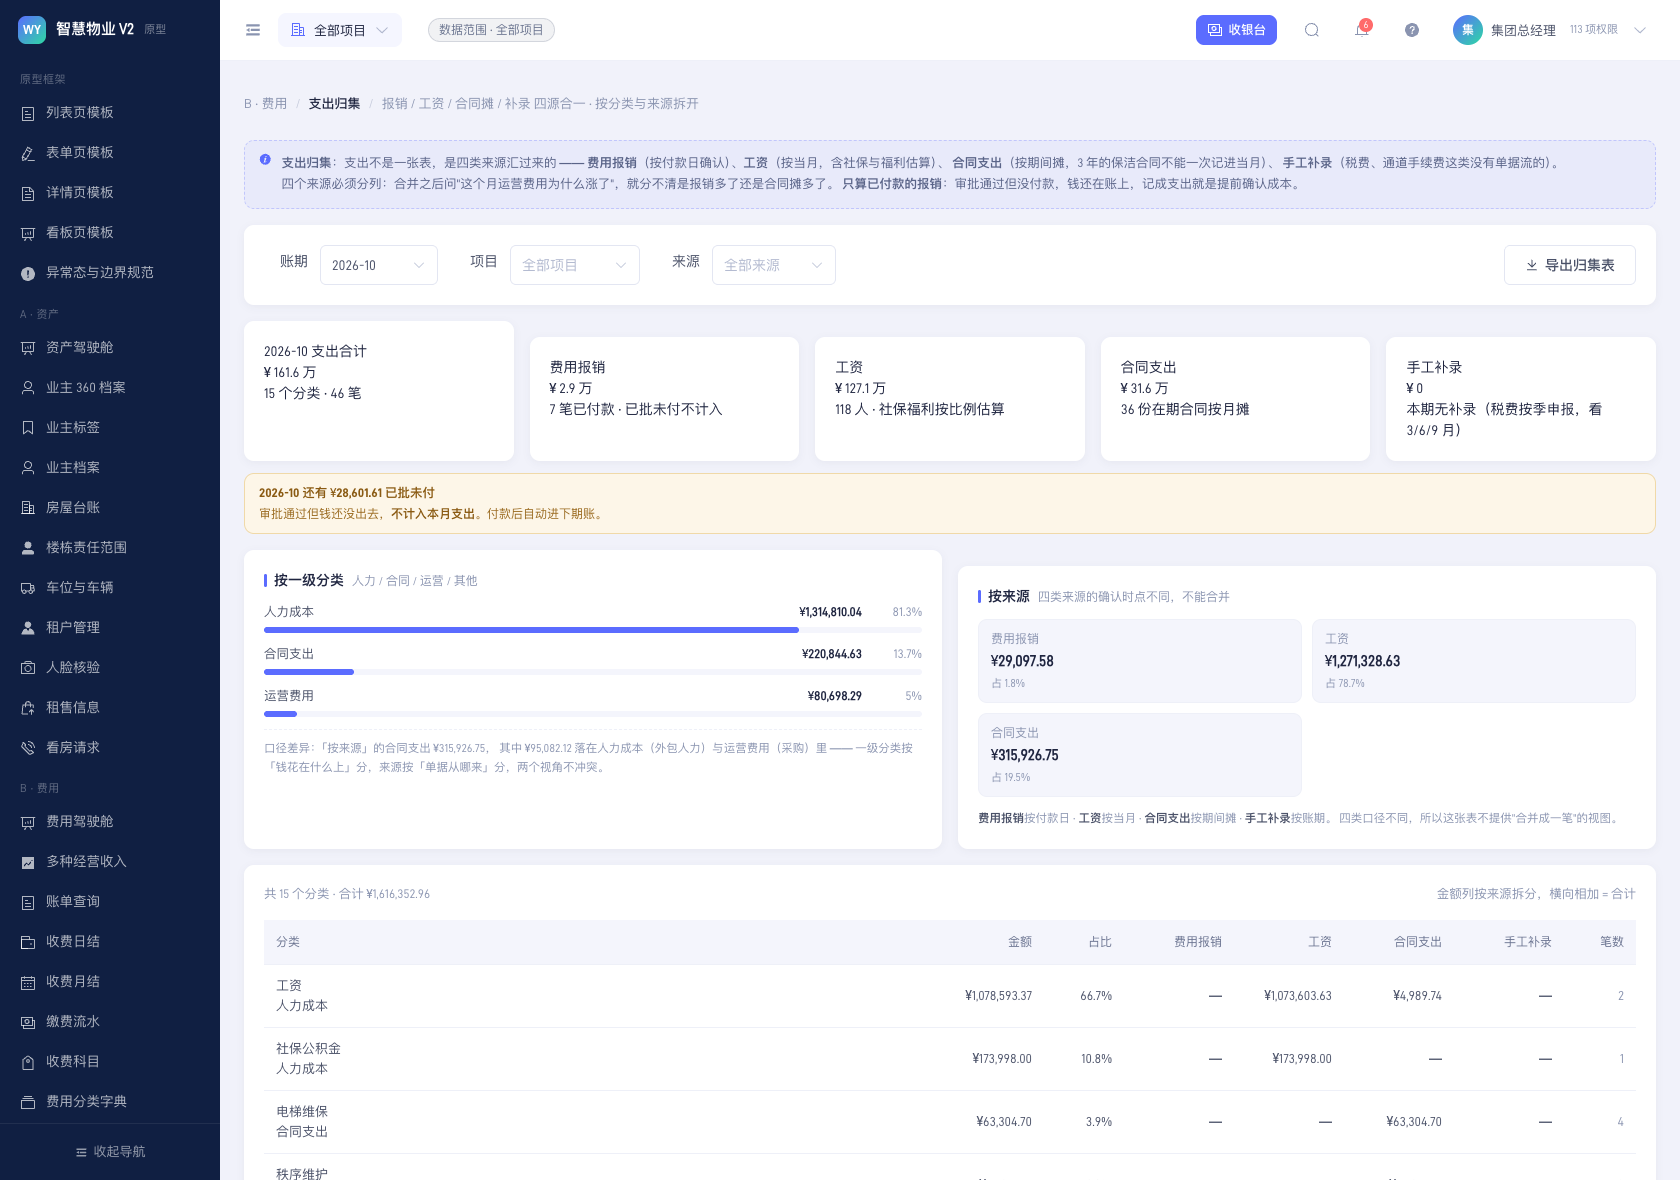 WY 智慧物业 V2 原型
原型框架
列表页模板
表单页模板
详情页模板
看板页模板
异常态与边界规范
A · 资产
资产驾驶舱
业主 360 档案
业主标签
业主档案
房屋台账
楼栋责任范围
车位与车辆
租户管理
人脸核验
租售信息
看房请求
B · 费用
费用驾驶舱
多种经营收入
账单查询
收费日结
收费月结
缴费流水
收费科目
费用分类字典
收起导航
全部项目
数据范围 · 全部项目
收银台
6
集 集团总经理 113 项权限
B · 费用 / 支出归集 / 报销 / 工资 / 合同摊 / 补录 四源合一 · 按分类与来源拆开
支出归集：支出不是一张表，是四类来源汇过来的 —— 费用报销（按付款日确认）、工资（按当月，含社保与福利估算）、合同支出（按期间摊，3 年的保洁合同不能一次记进当月）、手工补录（税费、通道手续费这类没有单据流的）。
四个来源必须分列：合并之后问"这个月运营费用为什么涨了"，就分不清是报销多了还是合同摊多了。只算已付款的报销：审批通过但没付款，钱还在账上，记成支出就是提前确认成本。
账期 2026-10 项目 全部项目 来源 全部来源
导出归集表
2026-10 支出合计
¥ 161.6 万
15 个分类 · 46 笔
费用报销
¥ 2.9 万
7 笔已付款 · 已批未付不计入
工资
¥ 127.1 万
118 人 · 社保福利按比例估算
合同支出
¥ 31.6 万
36 份在期合同按月摊
手工补录
¥ 0
本期无补录（税费按季申报，看
3/6/9 月）
2026-10 还有 ¥28,601.61 已批未付
审批通过但钱还没出去，不计入本月支出。付款后自动进下期账。
按一级分类 人力 / 合同 / 运营 / 其他
人力成本 ¥1,314,810.04 81.3%
合同支出 ¥220,844.63 13.7%
运营费用 ¥80,698.29 5%
口径差异：「按来源」的合同支出 ¥315,926.75， 其中 ¥95,082.12 落在人力成本（外包人力）与运营费用（采购）里 —— 一级分类按
「钱花在什么上」分，来源按「单据从哪来」分，两个视角不冲突。
按来源 四类来源的确认时点不同，不能合并
费用报销
¥29,097.58
占 1.8%
工资
¥1,271,328.63
占 78.7%
合同支出
¥315,926.75
占 19.5%
费用报销按付款日 · 工资按当月 · 合同支出按期间摊 · 手工补录按账期。 四类口径不同，所以这张表不提供"合并成一笔"的视图。
共 15 个分类 · 合计 ¥1,616,352.96
金额列按来源拆分，横向相加 = 合计
分类 金额 占比 费用报销 工资 合同支出 手工补录 笔数
工资
人力成本
¥1,078,593.37 66.7% — ¥1,073,603.63 ¥4,989.74 — 2
社保公积金
人力成本
¥173,998.00 10.8% — ¥173,998.00 — — 1
电梯维保
合同支出
¥63,304.70 3.9% — — ¥63,304.70 — 4
秩序维护